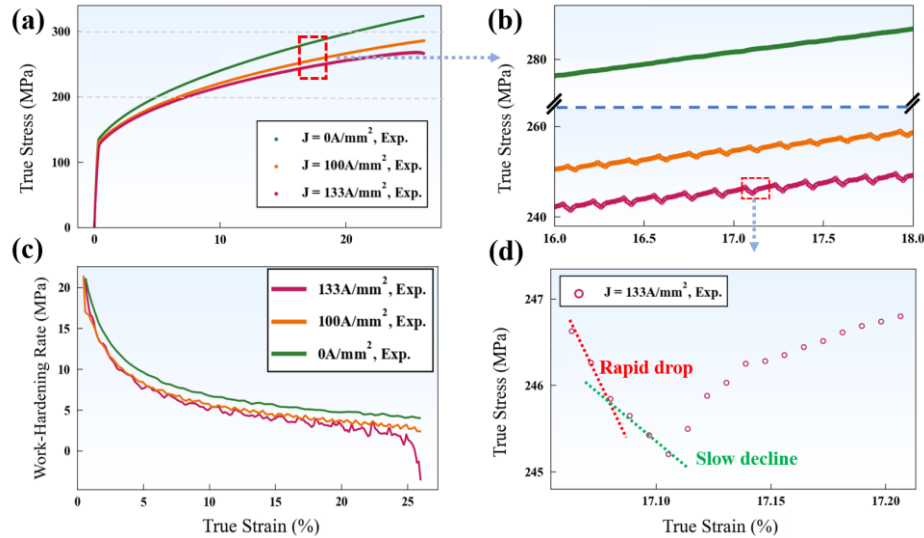 (a)
True Stress (MPa)
300
200
100
0
0
10
20
J = 0A/mm², Exp.
J = 100A/mm², Exp.
J = 133A/mm², Exp.
(b)
True Stress (MPa)
280
260
240
16.0
16.5
17.0
17.5
18.0
(c)
Work-Hardening Rate (MPa)
20
15
10
5
0
0
5
10
15
20
25
True Strain (%)
133A/mm², Exp.
100A/mm², Exp.
0A/mm², Exp.
(d)
True Stress (MPa)
247
246
245
17.10
17.15
17.20
True Strain (%)
J = 133A/mm², Exp.
Rapid drop
Slow decline